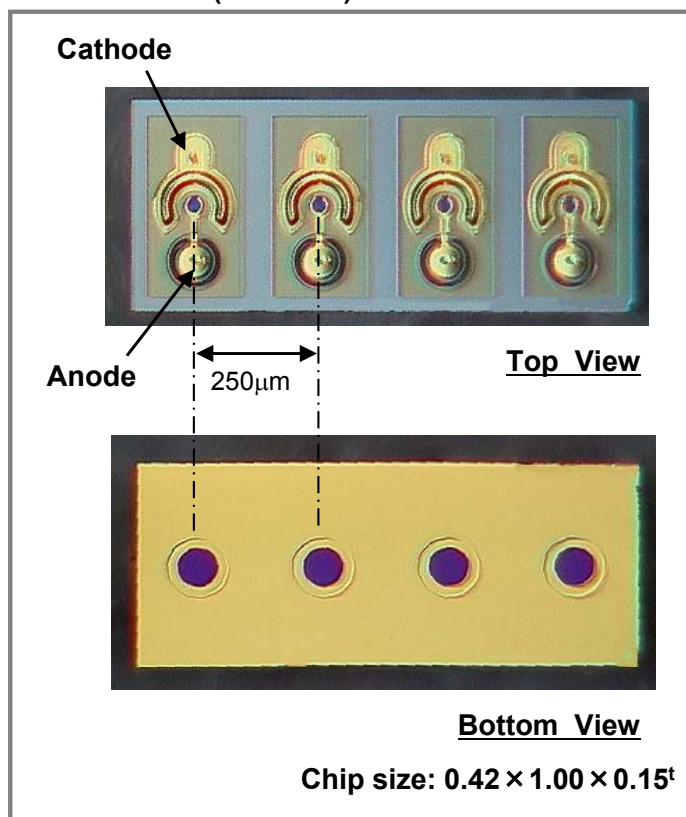 Cathode
Anode
250μm
Top View
Bottom View
Chip size: 0.42×1.00×0.15ᵗ